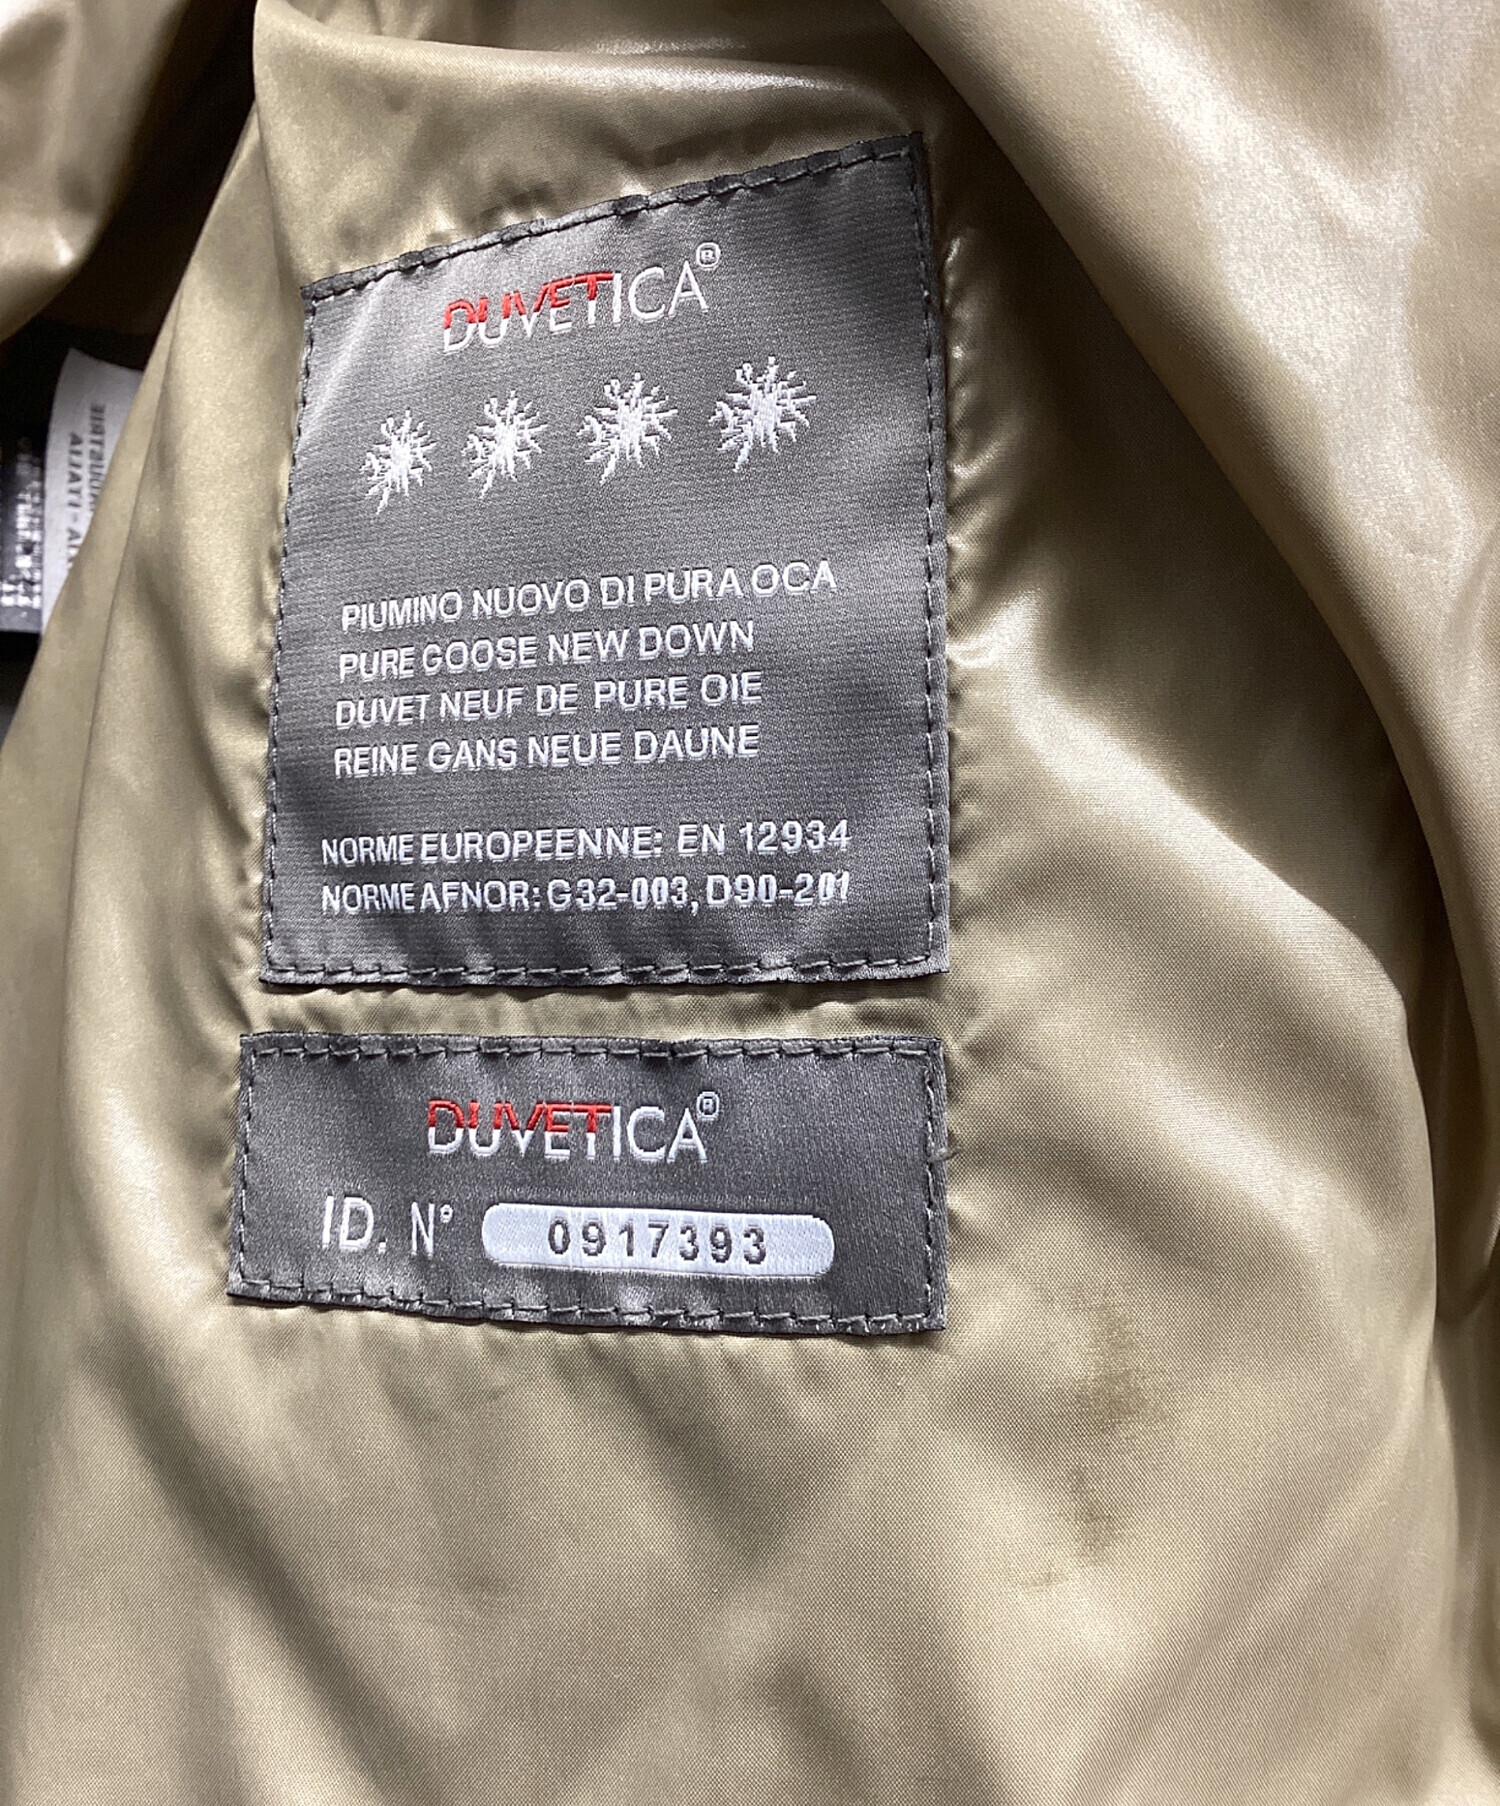 DUVETICA®
PIUMINO NUOVO DI PURA OCA
PURE GOOSE NEW DOWN
DUVET NEUF DE PURE OIE
REINE GANS NEUE DAUNE
NORME EUROPEENNE: EN 12934
NORME AFNOR: G32-003, D90-201
DUVETICA®
ID. N° 0917393